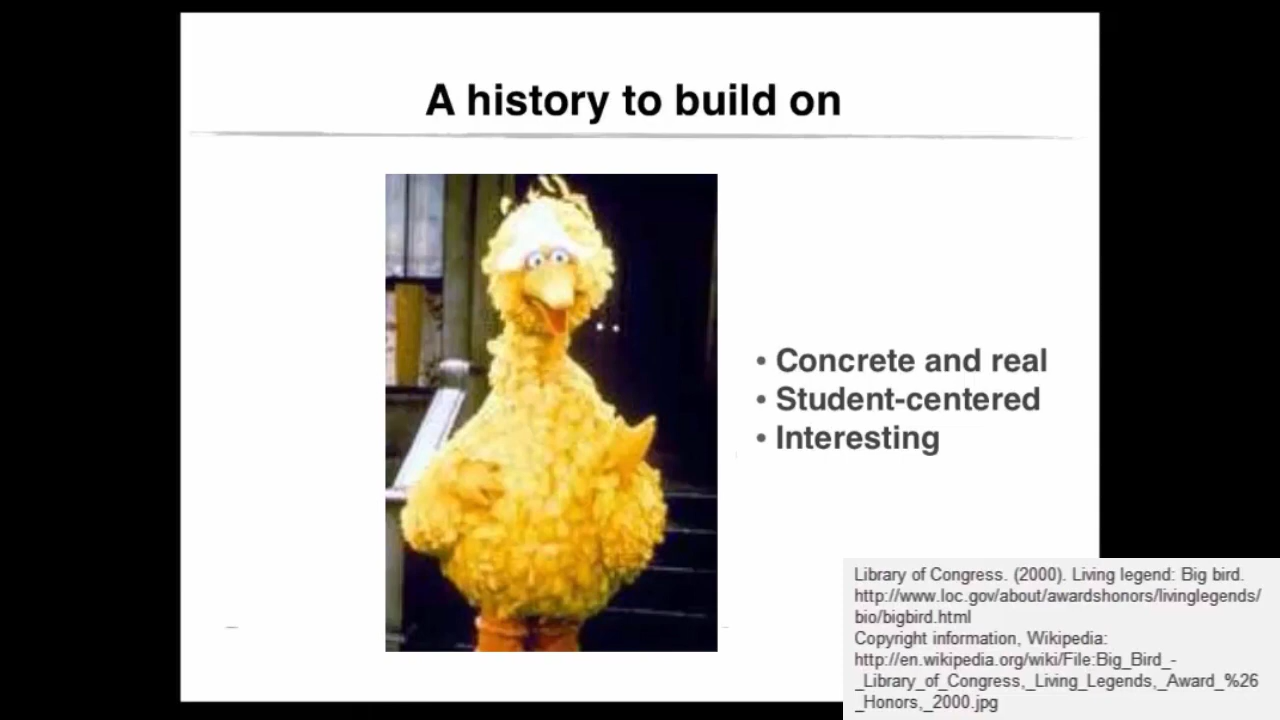 A history to build on
• Concrete and real
• Student-centered
• Interesting
Library of Congress. (2000). Living legend: Big bird.
http://www.loc.gov/about/awardshonors/livinglegends/
bio/bigbird.html
Copyright information, Wikipedia:
http://en.wikipedia.org/wiki/File:Big_Bird_-
_Library_of_Congress,_Living_Legends,_Award_%26
_Honors,_2000.jpg